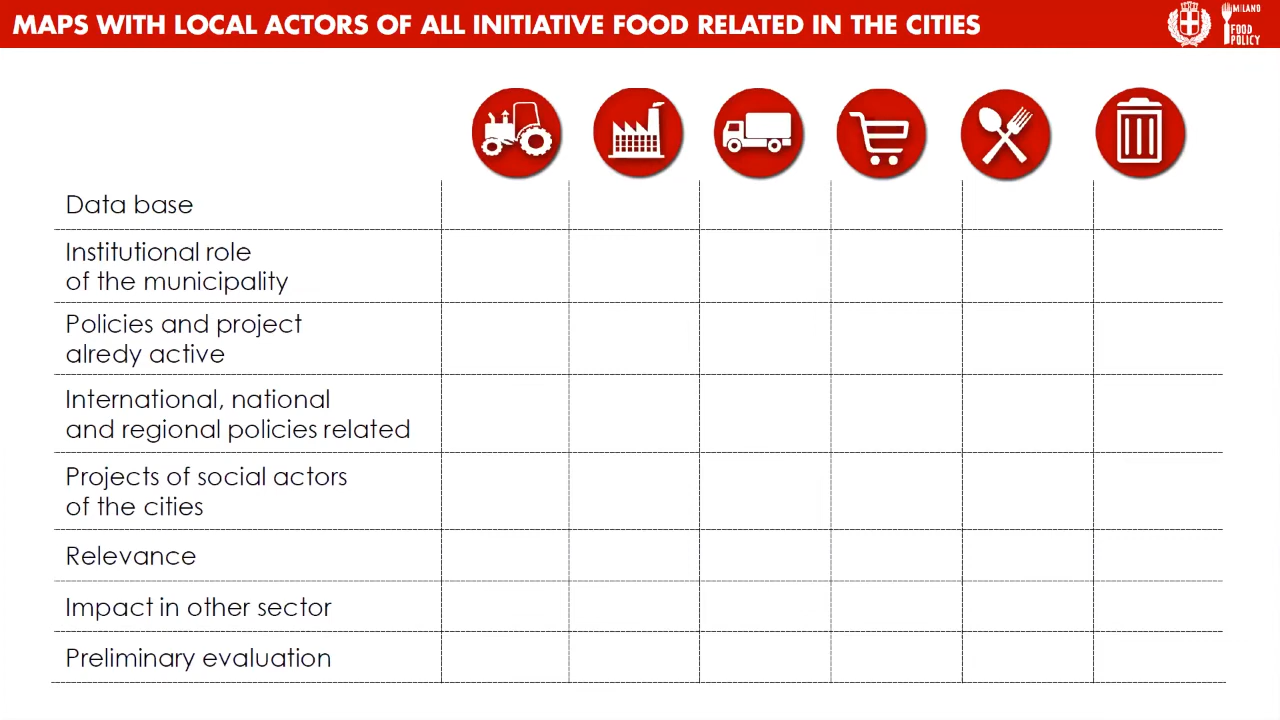 MAPS WITH LOCAL ACTORS OF ALL INITIATIVE FOOD RELATED IN THE CITIES
MILANO
FOOD
POLICY
Data base
Institutional role
of the municipality
Policies and project
alredy active
International, national
and regional policies related
Projects of social actors
of the cities
Relevance
Impact in other sector
Preliminary evaluation